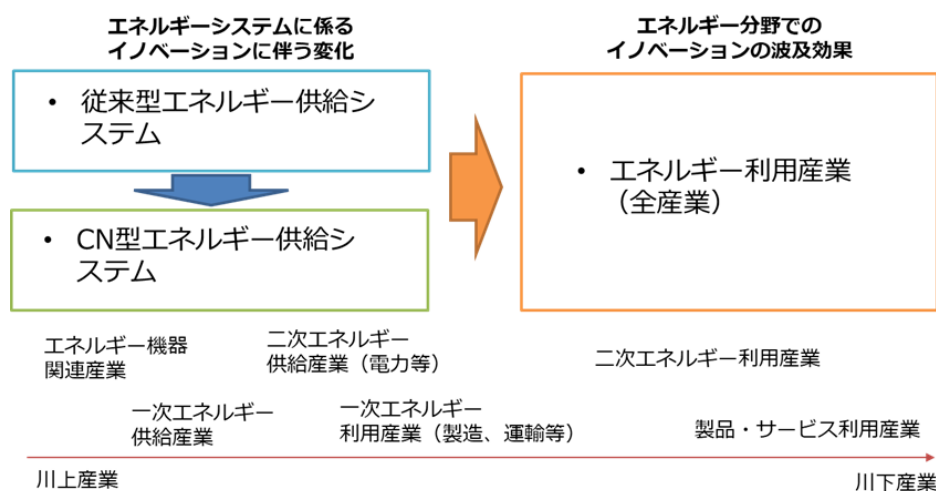 エネルギーシステムに係る
イノベーションに伴う変化
エネルギー分野での
イノベーションの波及効果
• 従来型エネルギー供給シ
ステム
• CN型エネルギー供給シ
ステム
• エネルギー利用産業
（全産業）
エネルギー機器
関連産業
二次エネルギー
供給産業（電力等）
二次エネルギー利用産業
一次エネルギー
供給産業
一次エネルギー
利用産業（製造、運輸等）
製品・サービス利用産業
川上産業
川下産業